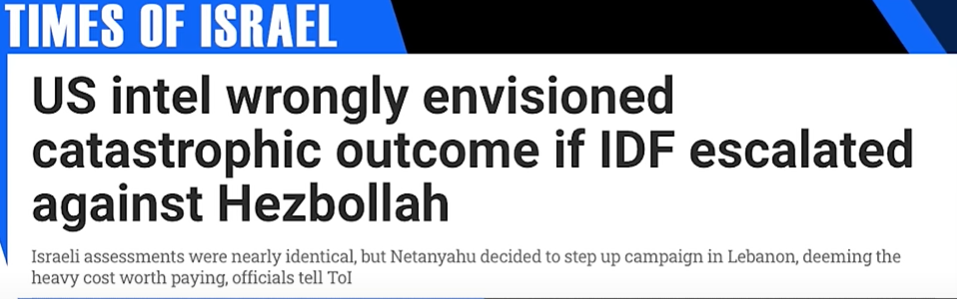 TIMES OF ISRAEL
US intel wrongly envisioned
catastrophic outcome if IDF escalated
against Hezbollah
Israeli assessments were nearly identical, but Netanyahu decided to step up campaign in Lebanon, deeming the
heavy cost worth paying, officials tell ToI